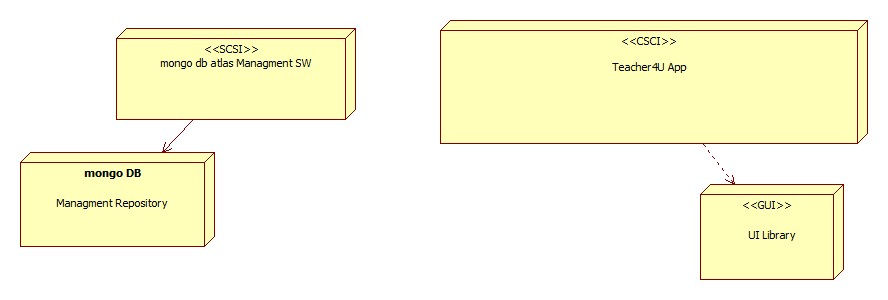 <<SCSI>>
mongo db atlas Managment SW
<<CSCI>>
Teacher4U App
mongo DB
Managment Repository
<<GUI>>
UI Library